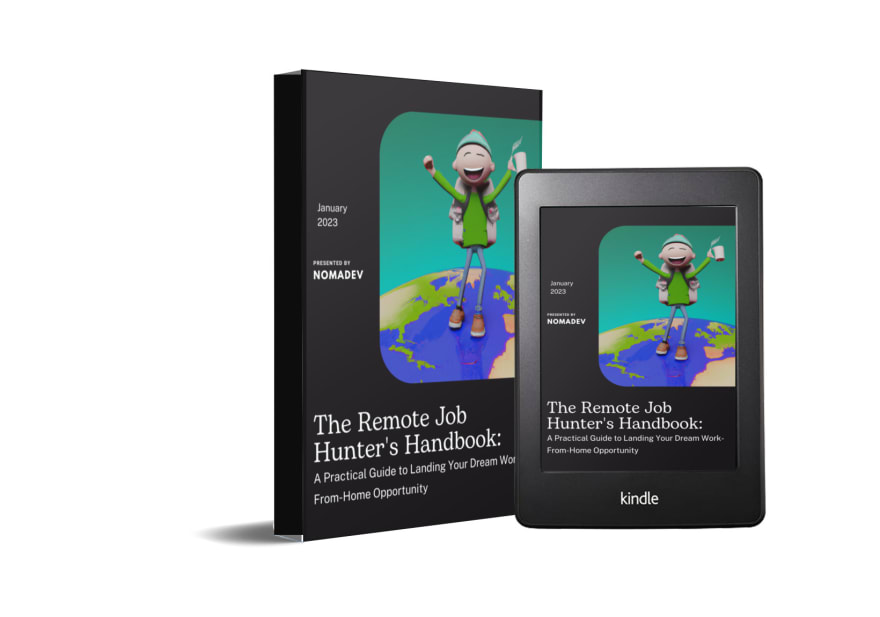 January
2023
PRESENTED BY
NOMADEV
The Remote Job
Hunter's Handbook:
A Practical Guide to Landing Your Dream Wor
From-Home Opportunity
January
2023
PRESENTED BY
NOMADEV
The Remote Job
Hunter's Handbook:
A Practical Guide to Landing Your Dream Work-
From-Home Opportunity
kindle